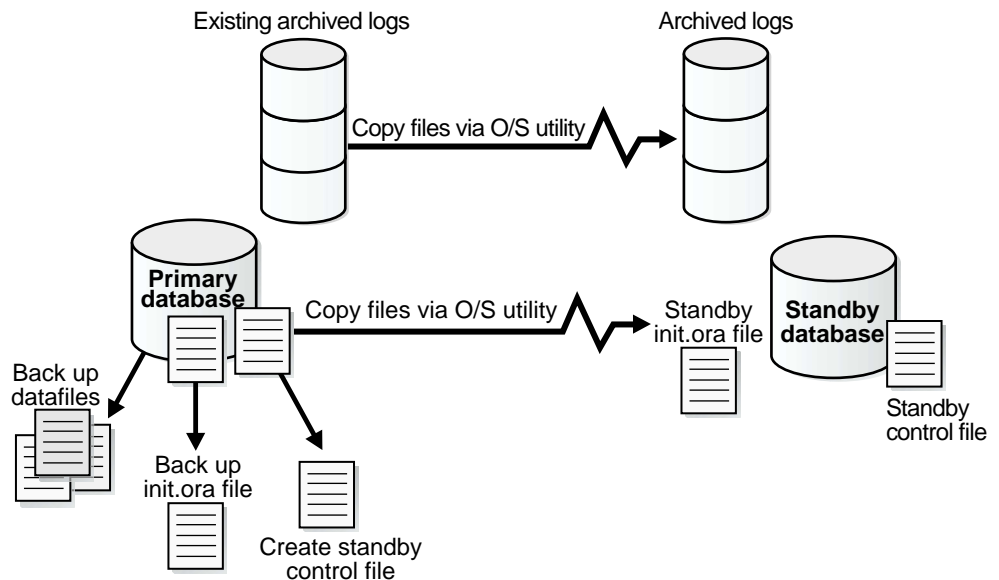 Existing archived logs
Archived logs
Copy files via O/S utility
Primary
database
Copy files via O/S utility
Standby
init.ora file
Standby
database
Back up
datafiles
Standby
control file
Back up
init.ora file
Create standby
control file